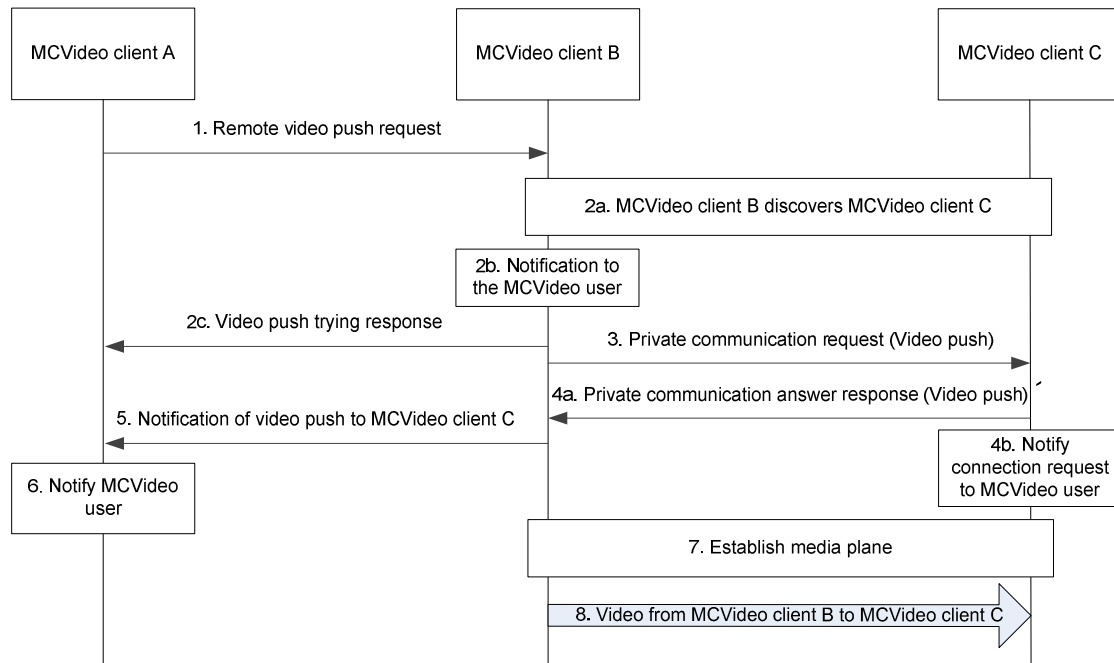 MCVideo client A
MCVideo client B
MCVideo client C
1. Remote video push request
2a. MCVideo client B discovers MCVideo client C
2b. Notification to
the MCVideo user
2c. Video push trying response
3. Private communication request (Video push)
4a. Private communication answer response (Video push)
5. Notification of video push to MCVideo client C
4b. Notify
connection request
to MCVideo user
6. Notify MCVideo
user
7. Establish media plane
8. Video from MCVideo client B to MCVideo client C